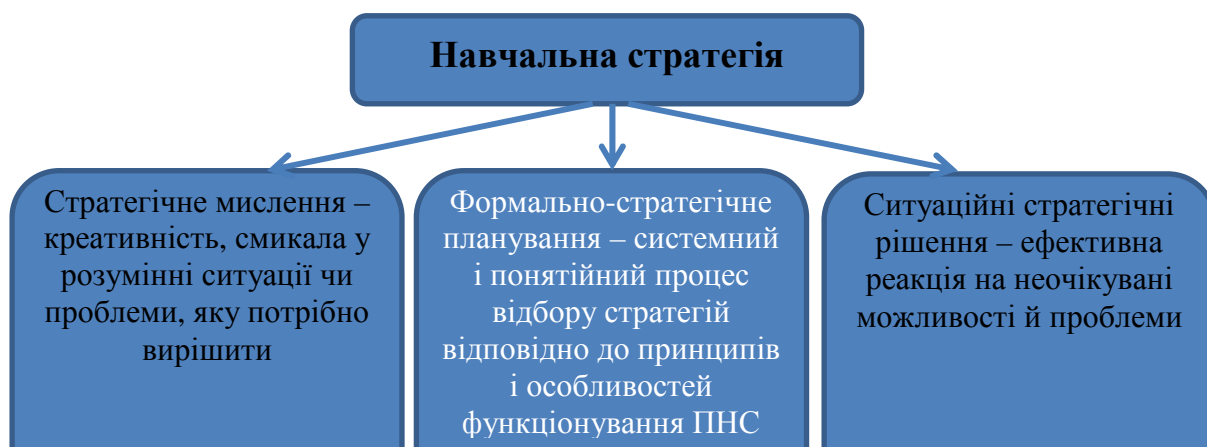 Навчальна стратегія
Стратегічне мислення –
креативність, смикала у
розумінні ситуації чи
проблеми, яку потрібно
вирішити
Формально-стратегічне
планування – системний
і понятійний процес
відбору стратегій
відповідно до принципів
і особливостей
функціонування ПНС
Ситуаційні стратегічні
рішення – ефективна
реакція на неочікувані
можливості й проблеми